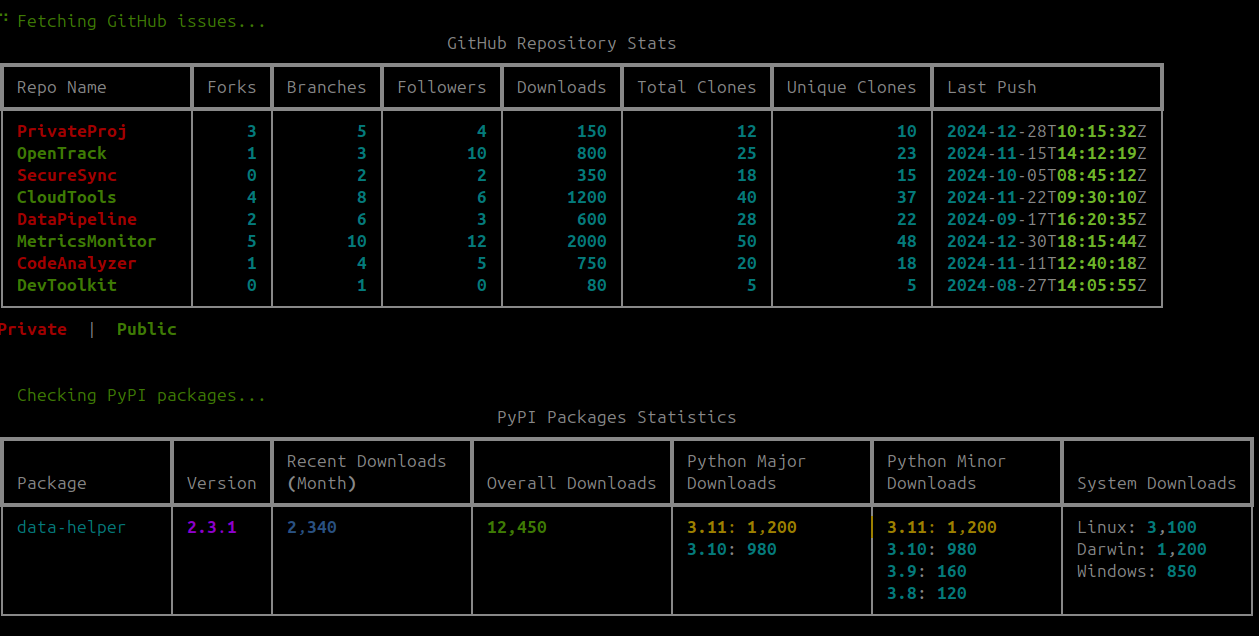 Fetching GitHub issues...
GitHub Repository Stats
Repo Name Forks Branches Followers Downloads Total Clones Unique Clones Last Push
PrivateProj 3 5 4 150 12 10 2024-12-28T10:15:32Z
OpenTrack 1 3 10 800 25 23 2024-11-15T14:12:19Z
SecureSync 0 2 2 350 18 15 2024-10-05T08:45:12Z
CloudTools 4 8 6 1200 40 37 2024-11-22T09:30:10Z
DataPipeline 2 6 3 600 28 22 2024-09-17T16:20:35Z
MetricsMonitor 5 10 12 2000 50 48 2024-12-30T18:15:44Z
CodeAnalyzer 1 4 5 750 20 18 2024-11-11T12:40:18Z
DevToolkit 0 1 0 80 5 5 2024-08-27T14:05:55Z
Private | Public
Checking PyPI packages...
PyPI Packages Statistics
Recent Downloads Python Major Python Minor
Package Version (Month) Overall Downloads Downloads Downloads System Downloads
data-helper 2.3.1 2,340 12,450 3.11: 1,200 3.11: 1,200 Linux: 3,100
3.10: 980 3.10: 980 Darwin: 1,200
3.9: 160 Windows: 850
3.8: 120